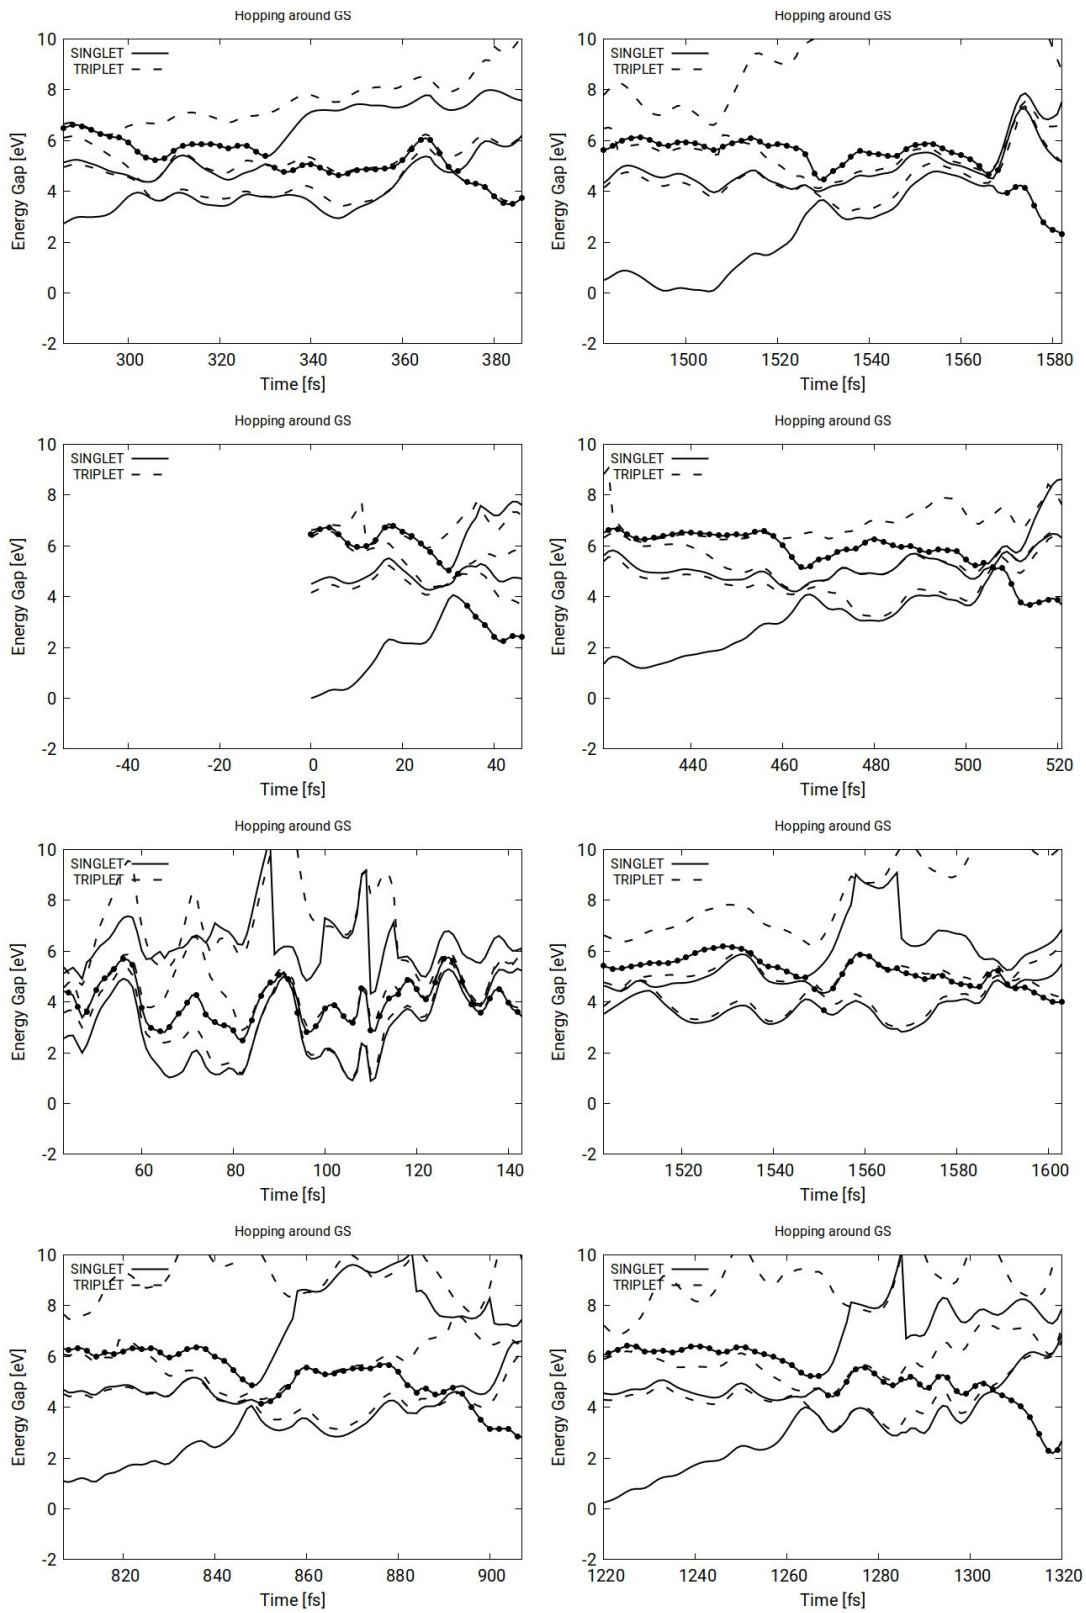 Hopping around GS
10
8
6
4
2
0
-2
Energy Gap [eV]
SINGLET
TRIPLET
300 320 340 360 380
Time [fs]
Hopping around GS
10
8
6
4
2
0
-2
Energy Gap [eV]
SINGLET
TRIPLET
1500 1520 1540 1560 1580
Time [fs]
Hopping around GS
10
8
6
4
2
0
-2
Energy Gap [eV]
SINGLET
TRIPLET
-40 -20 0 20 40
Time [fs]
Hopping around GS
10
8
6
4
2
0
-2
Energy Gap [eV]
SINGLET
TRIPLET
440 460 480 500 520
Time [fs]
Hopping around GS
10
8
6
4
2
0
-2
Energy Gap [eV]
SINGLET
TRIPLET
60 80 100 120 140
Time [fs]
Hopping around GS
10
8
6
4
2
0
-2
Energy Gap [eV]
SINGLET
TRIPLET
1520 1540 1560 1580 1600
Time [fs]
Hopping around GS
10
8
6
4
2
0
-2
Energy Gap [eV]
SINGLET
TRIPLET
820 840 860 880 900
Time [fs]
Hopping around GS
10
8
6
4
2
0
-2
Energy Gap [eV]
SINGLET
TRIPLET
1220 1240 1260 1280 1300 1320
Time [fs]